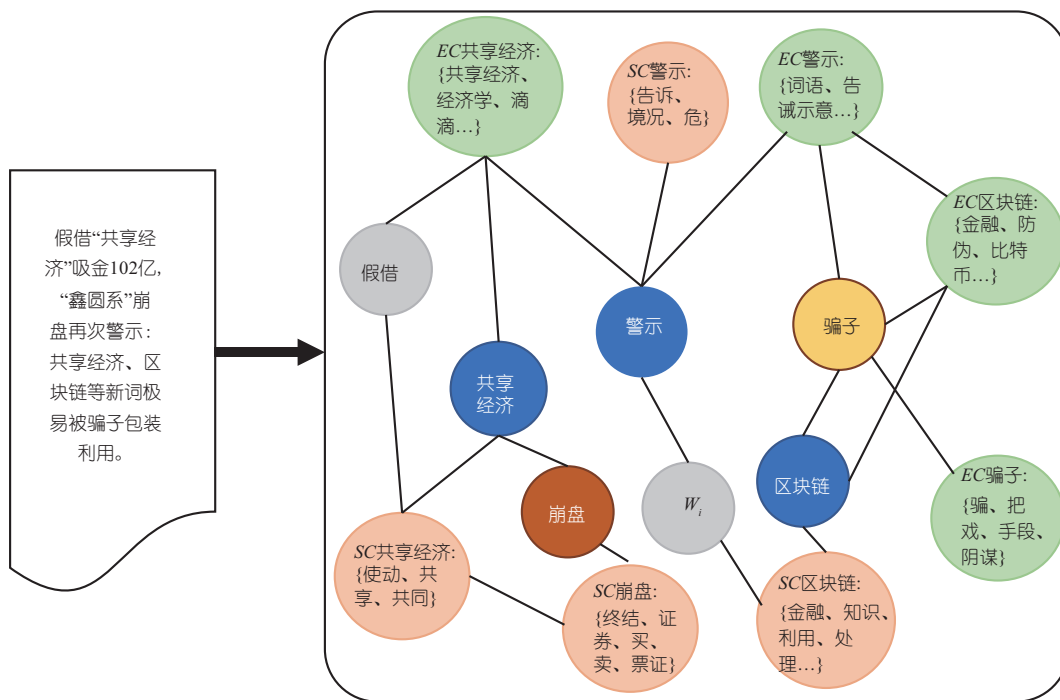 假借“共享经
济”吸金102亿,
“鑫圆系”崩
盘再次警示：
共享经济、区
块链等新词极
易被骗子包装
利用。
EC共享经济:
{共享经济、
经济学、滴
滴…}
SC警示:
{告诉、
境况、危}
EC警示:
{词语、告
诫示意…}
EC区块链:
{金融、防
伪、比特
币…}
假借
警示
骗子
共享
经济
崩盘
Wi
区块链
EC骗子:
{骗、把
戏、手段、
阴谋}
SC共享经济:
{使动、共
享、共同}
SC崩盘:
{终结、证
券、买、
卖、票证}
SC区块链:
{金融、知识、
利用、处
理…}